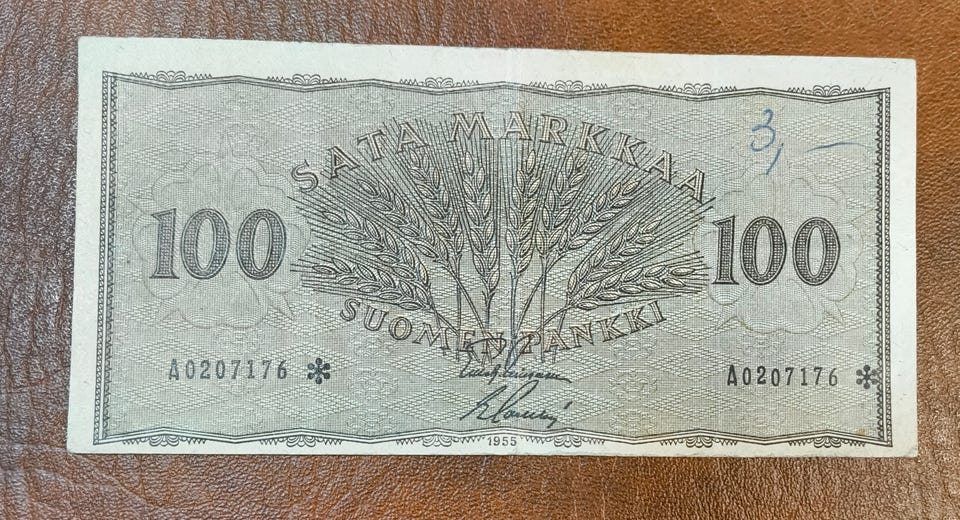 SATA MARKKAA
3,—
100 100
SUOMEN PANKKI
A0207176 * A0207176 *
1955